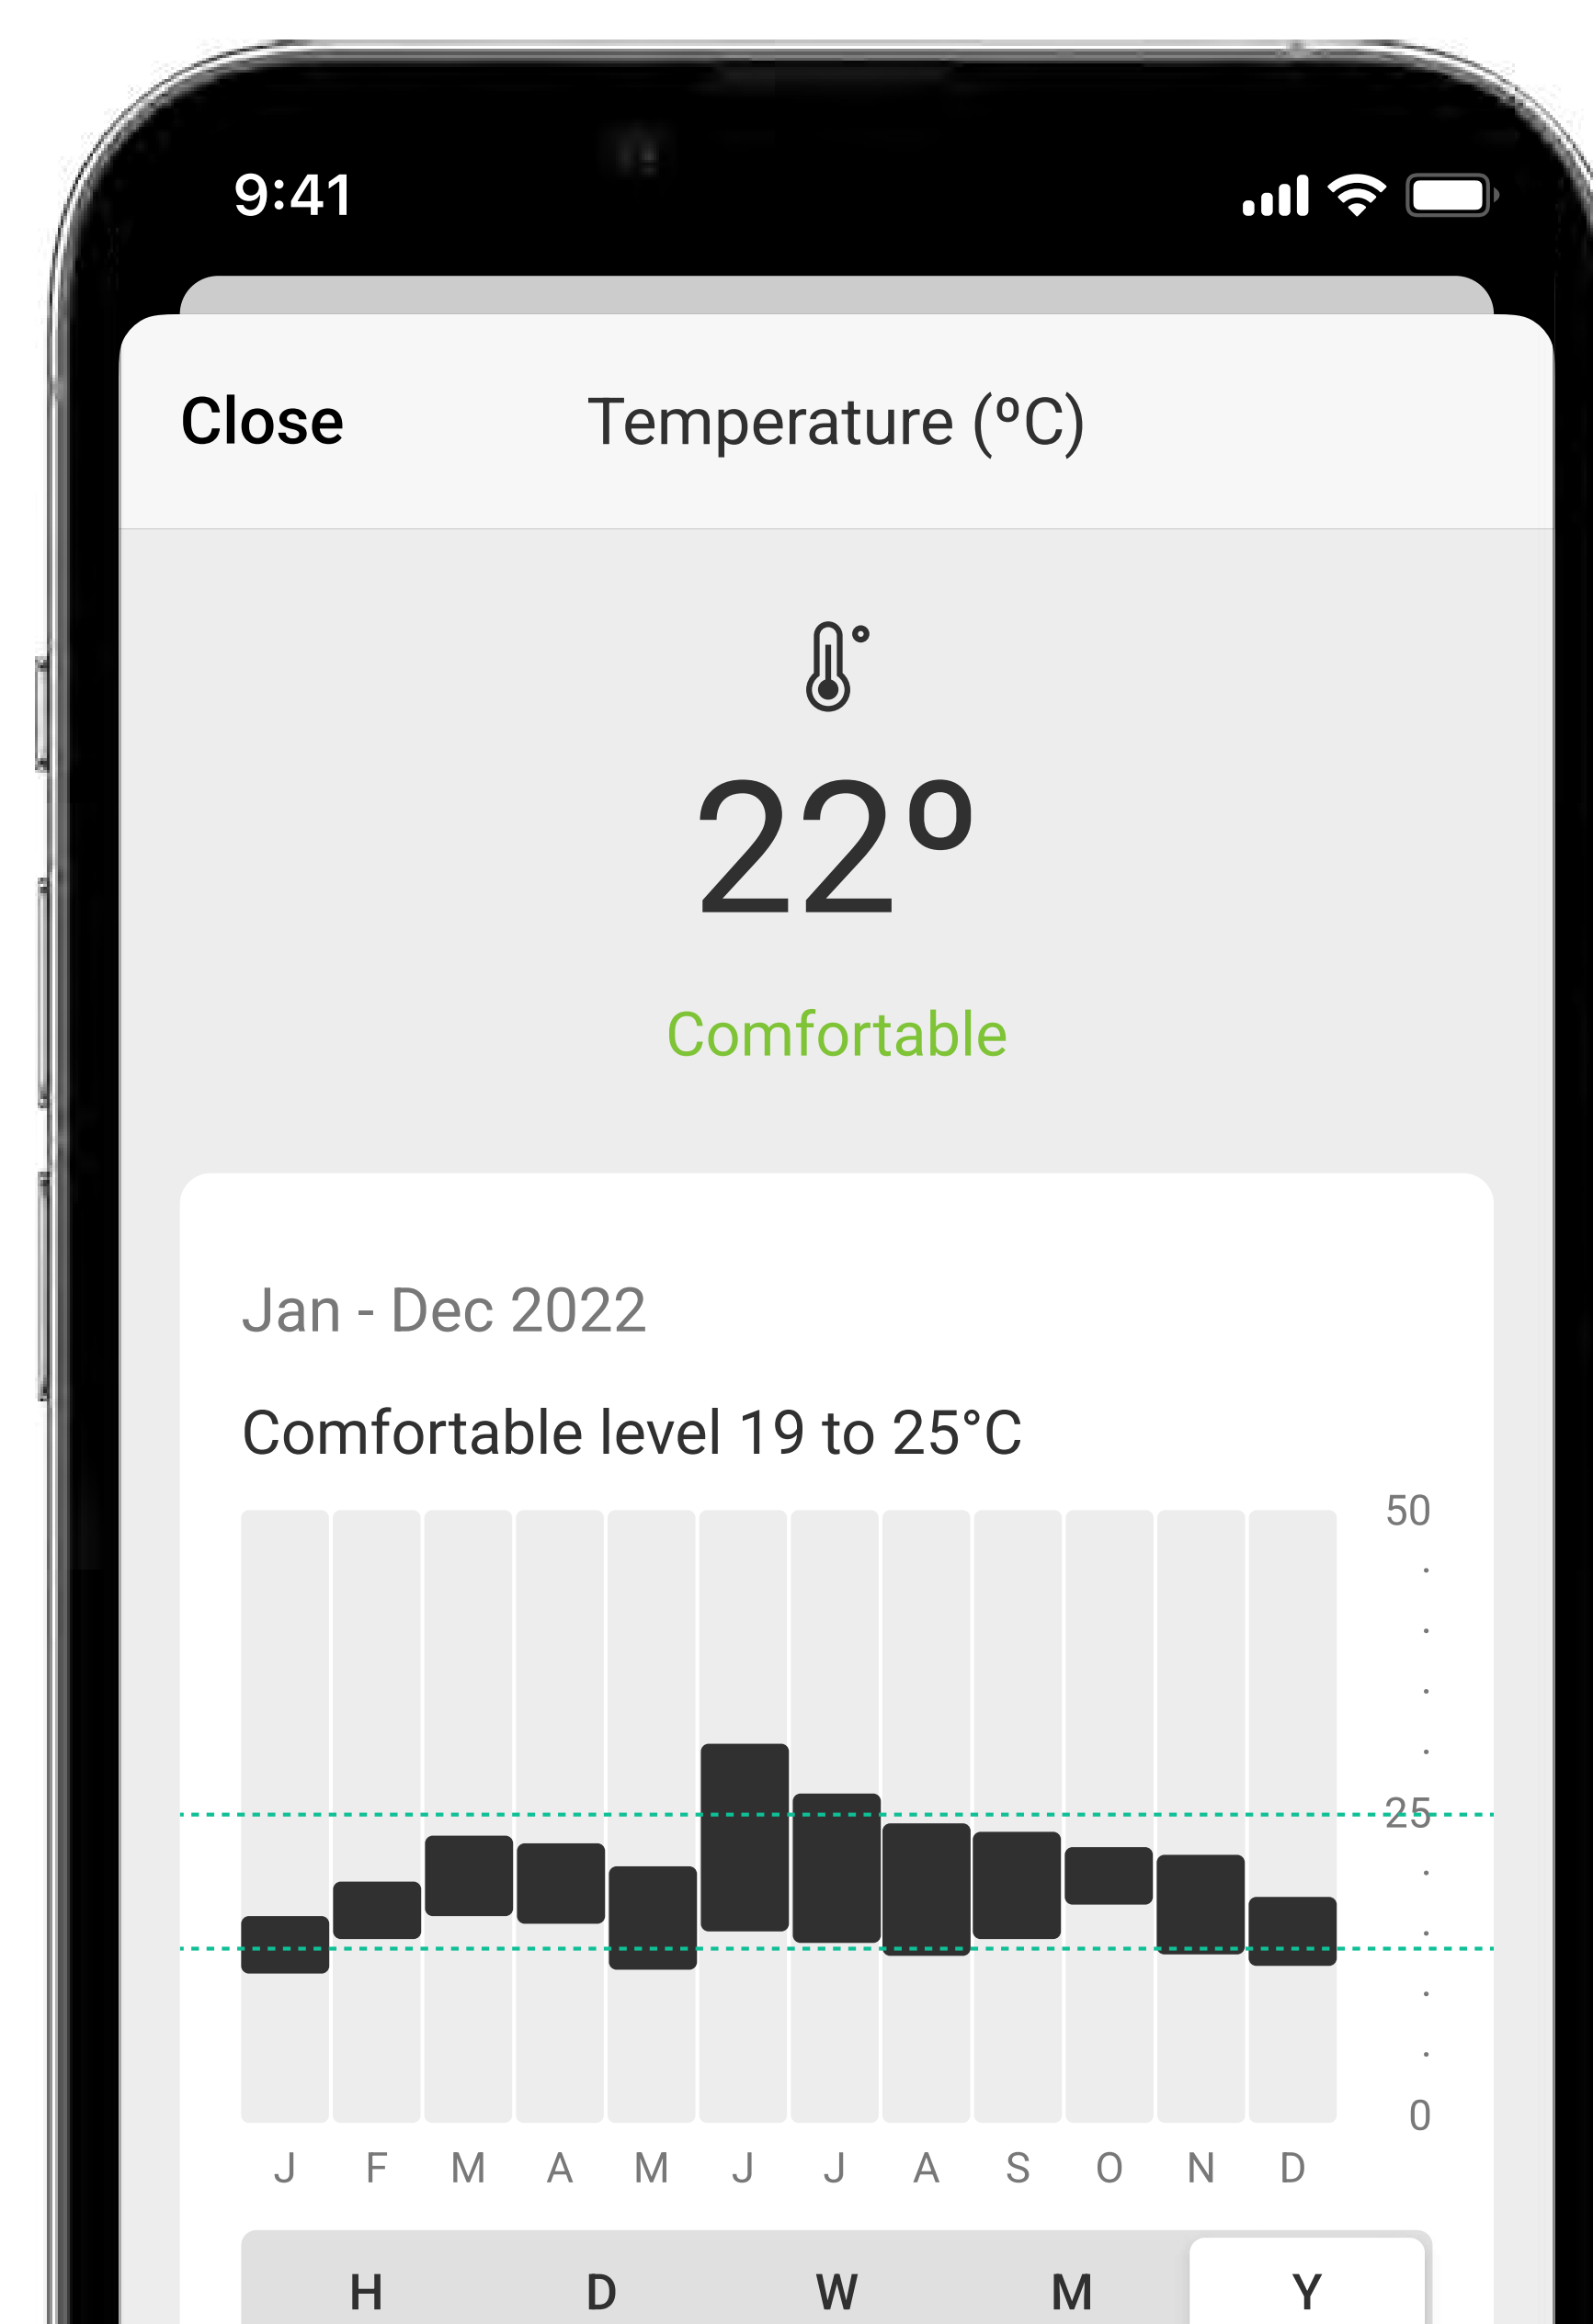 9:41
Close Temperature (ºC)
22º
Comfortable
Jan - Dec 2022
Comfortable level 19 to 25°C
50
25
0
J F M A M J J A S O N D
H D W M Y